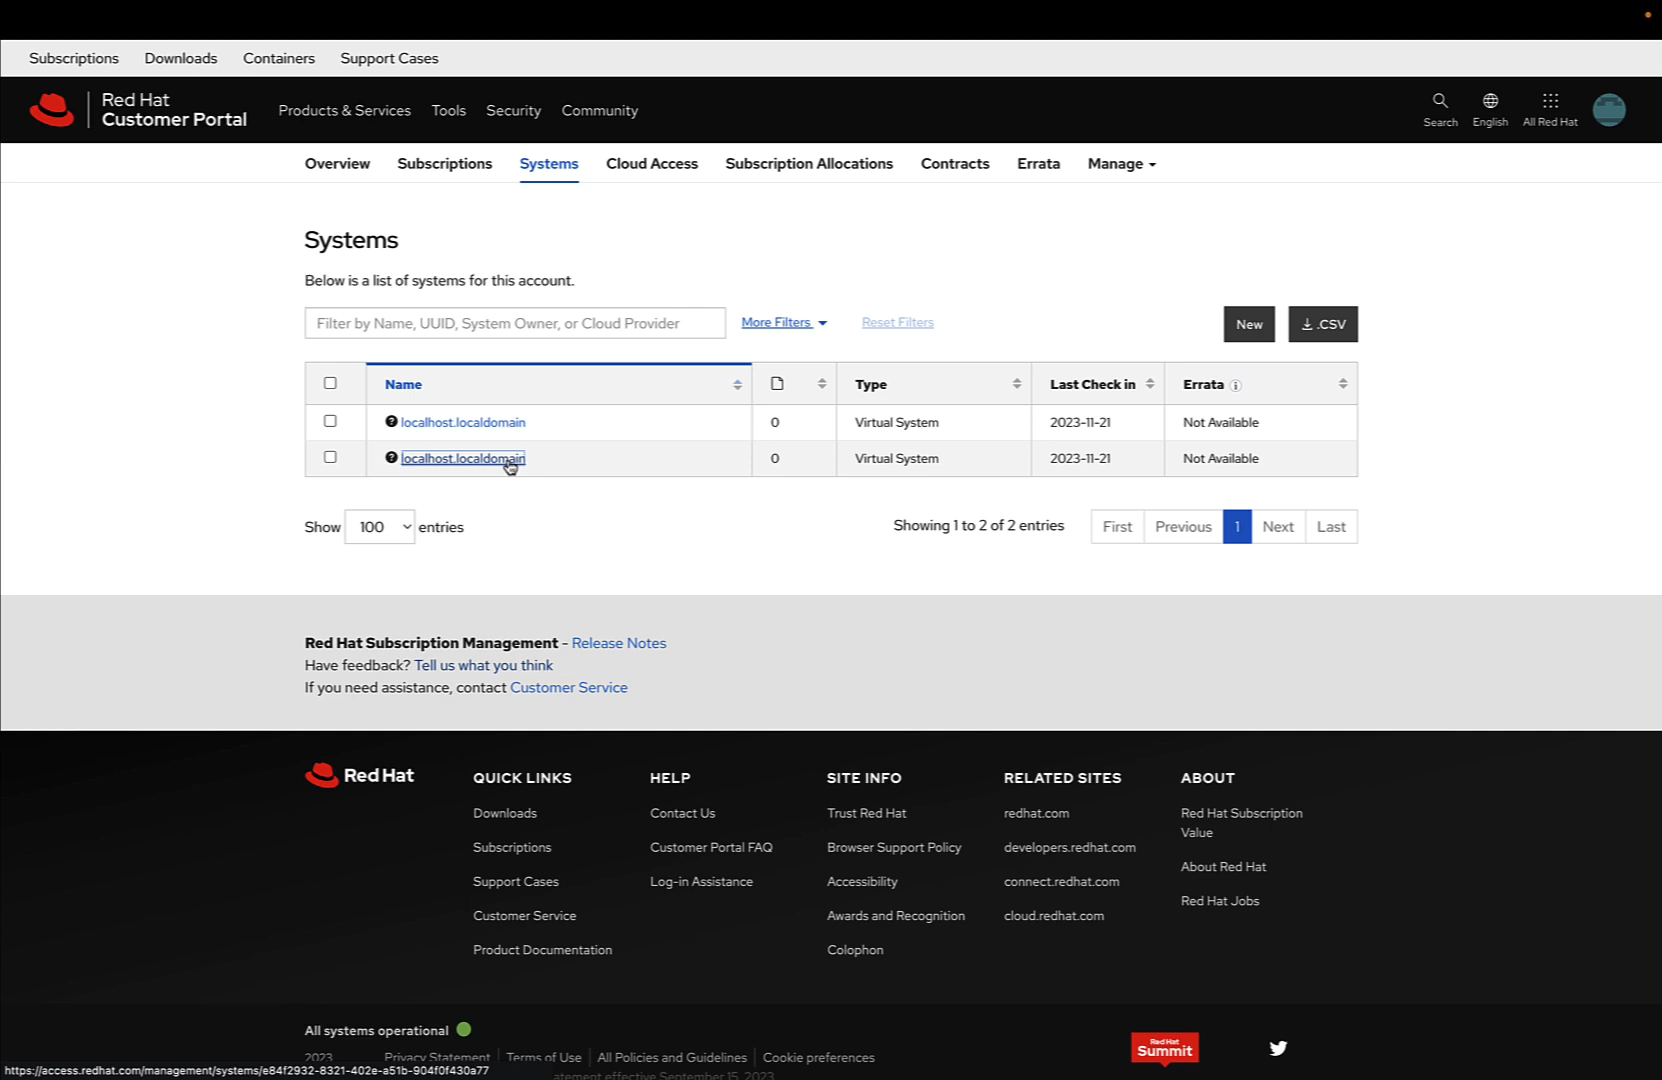 Subscriptions Downloads Containers Support Cases
Red Hat
Customer Portal
Products & Services Tools Security Community
Search English All Red Hat
Overview Subscriptions Systems Cloud Access Subscription Allocations Contracts Errata Manage
Systems
Below is a list of systems for this account.
Filter by Name, UUID, System Owner, or Cloud Provider More Filters Reset Filters New .CSV
Name Type Last Check in Errata
localhost.localdomain 0 Virtual System 2023-11-21 Not Available
localhost.localdomain 0 Virtual System 2023-11-21 Not Available
Show 100 entries Showing 1 to 2 of 2 entries First Previous 1 Next Last
Red Hat Subscription Management - Release Notes
Have feedback? Tell us what you think
If you need assistance, contact Customer Service
Red Hat
QUICK LINKS
Downloads
Subscriptions
Support Cases
Customer Service
Product Documentation
HELP
Contact Us
Customer Portal FAQ
Log-in Assistance
SITE INFO
Trust Red Hat
Browser Support Policy
Accessibility
Awards and Recognition
Colophon
RELATED SITES
redhat.com
developers.redhat.com
connect.redhat.com
cloud.redhat.com
ABOUT
Red Hat Subscription
Value
About Red Hat
Red Hat Jobs
All systems operational
2023 Privacy Statement Terms of Use All Policies and Guidelines Cookie preferences
Red Hat
Summit
https://access.redhat.com/management/systems/e84f2932-8321-402e-a51b-904f0f430a77
effective September 15, 2023